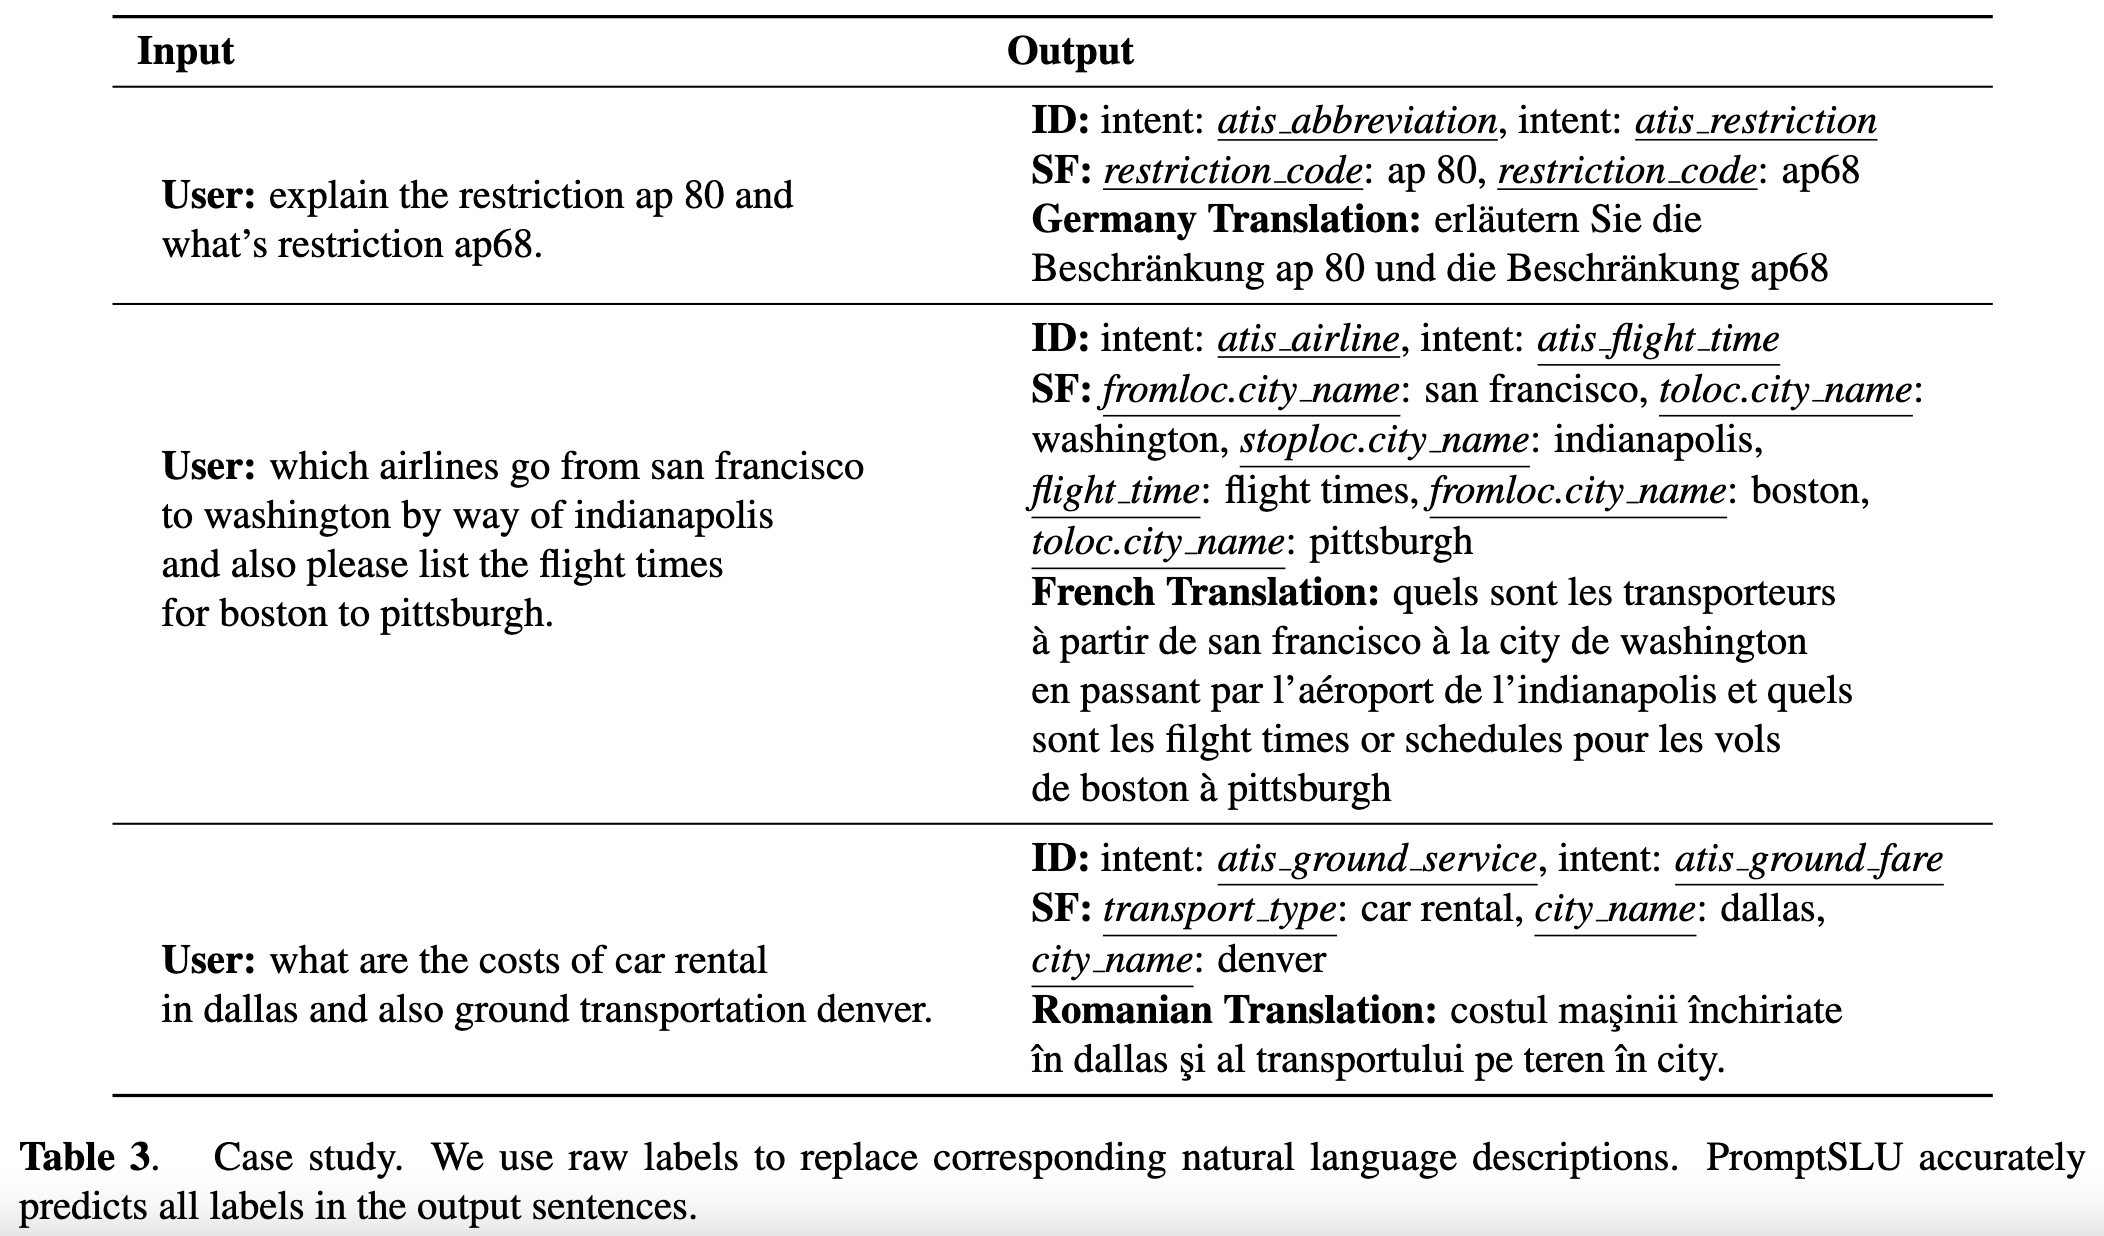 Input Output
User: explain the restriction ap 80 and
what’s restriction ap68.
ID: intent: atis_abbreviation, intent: atis_restriction
SF: restriction_code: ap 80, restriction_code: ap68
Germany Translation: erläutern Sie die
Beschränkung ap 80 und die Beschränkung ap68
User: which airlines go from san francisco
to washington by way of indianapolis
and also please list the flight times
for boston to pittsburgh.
ID: intent: atis_airline, intent: atis_flight_time
SF: fromloc.city_name: san francisco, toloc.city_name:
washington, stoploc.city_name: indianapolis,
flight_time: flight times, fromloc.city_name: boston,
toloc.city_name: pittsburgh
French Translation: quels sont les transporteurs
à partir de san francisco à la city de washington
en passant par l’aéroport de l’indianapolis et quels
sont les filght times or schedules pour les vols
de boston à pittsburgh
User: what are the costs of car rental
in dallas and also ground transportation denver.
ID: intent: atis_ground_service, intent: atis_ground_fare
SF: transport_type: car rental, city_name: dallas,
city_name: denver
Romanian Translation: costul maşinii închiriate
în dallas şi al transportului pe teren în city.
Table 3. Case study. We use raw labels to replace corresponding natural language descriptions. PromptSLU accurately
predicts all labels in the output sentences.